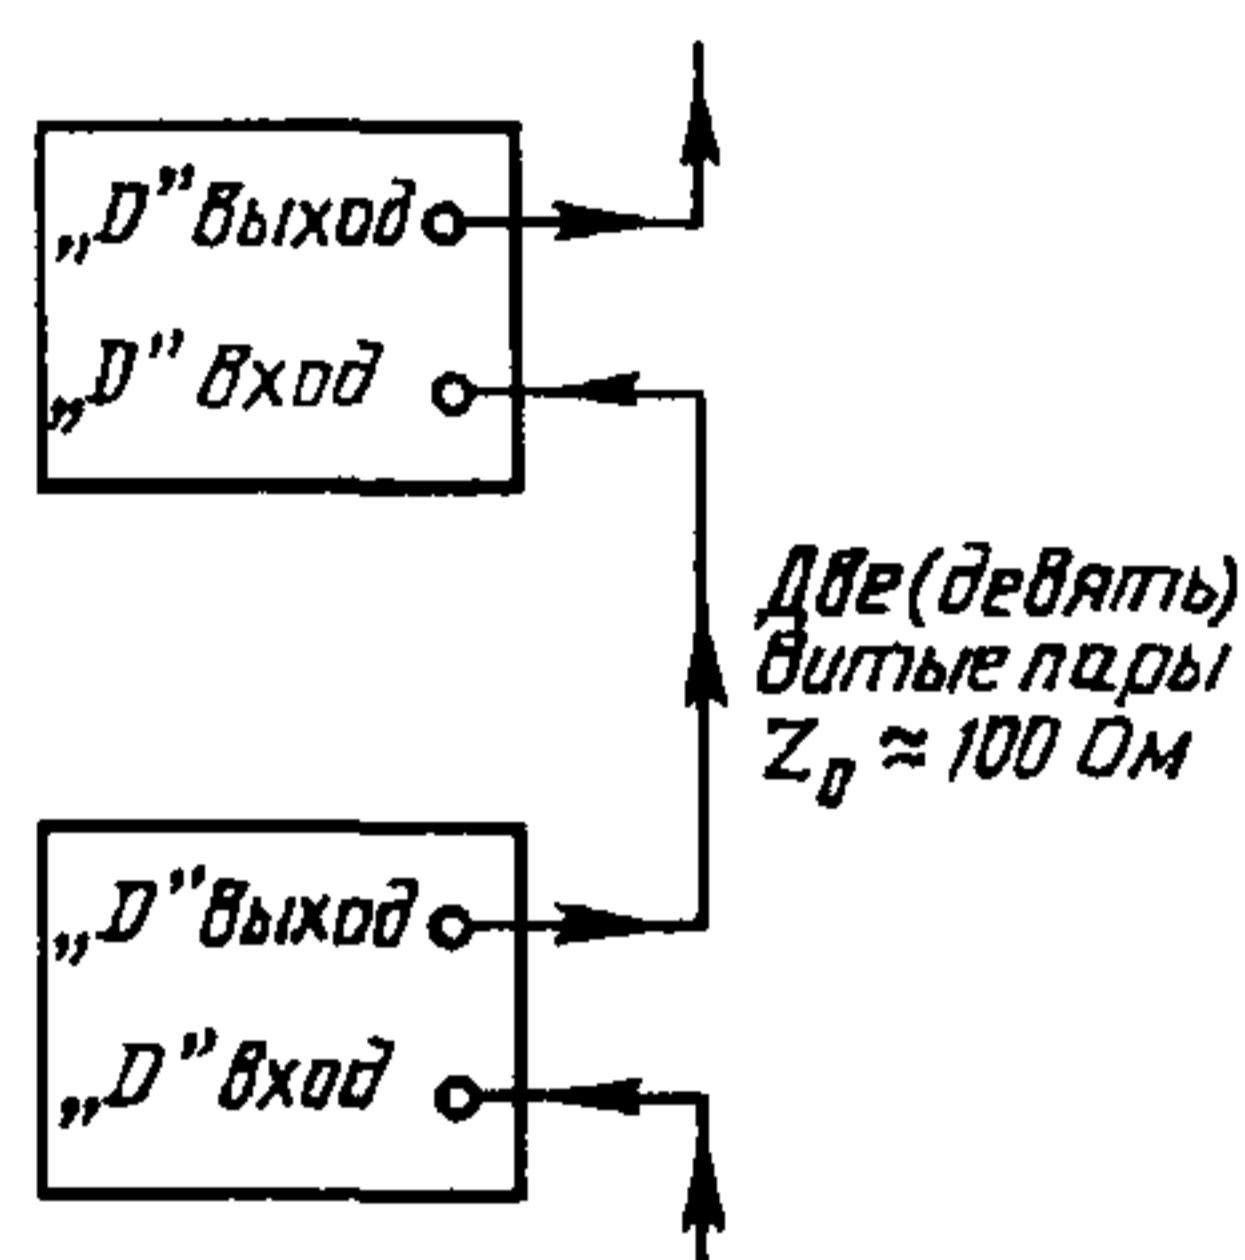 „D” выход
„D” вход
Две (девять)
витые пары
Z₀ ≈ 100 Ом
„D” выход
„D” вход